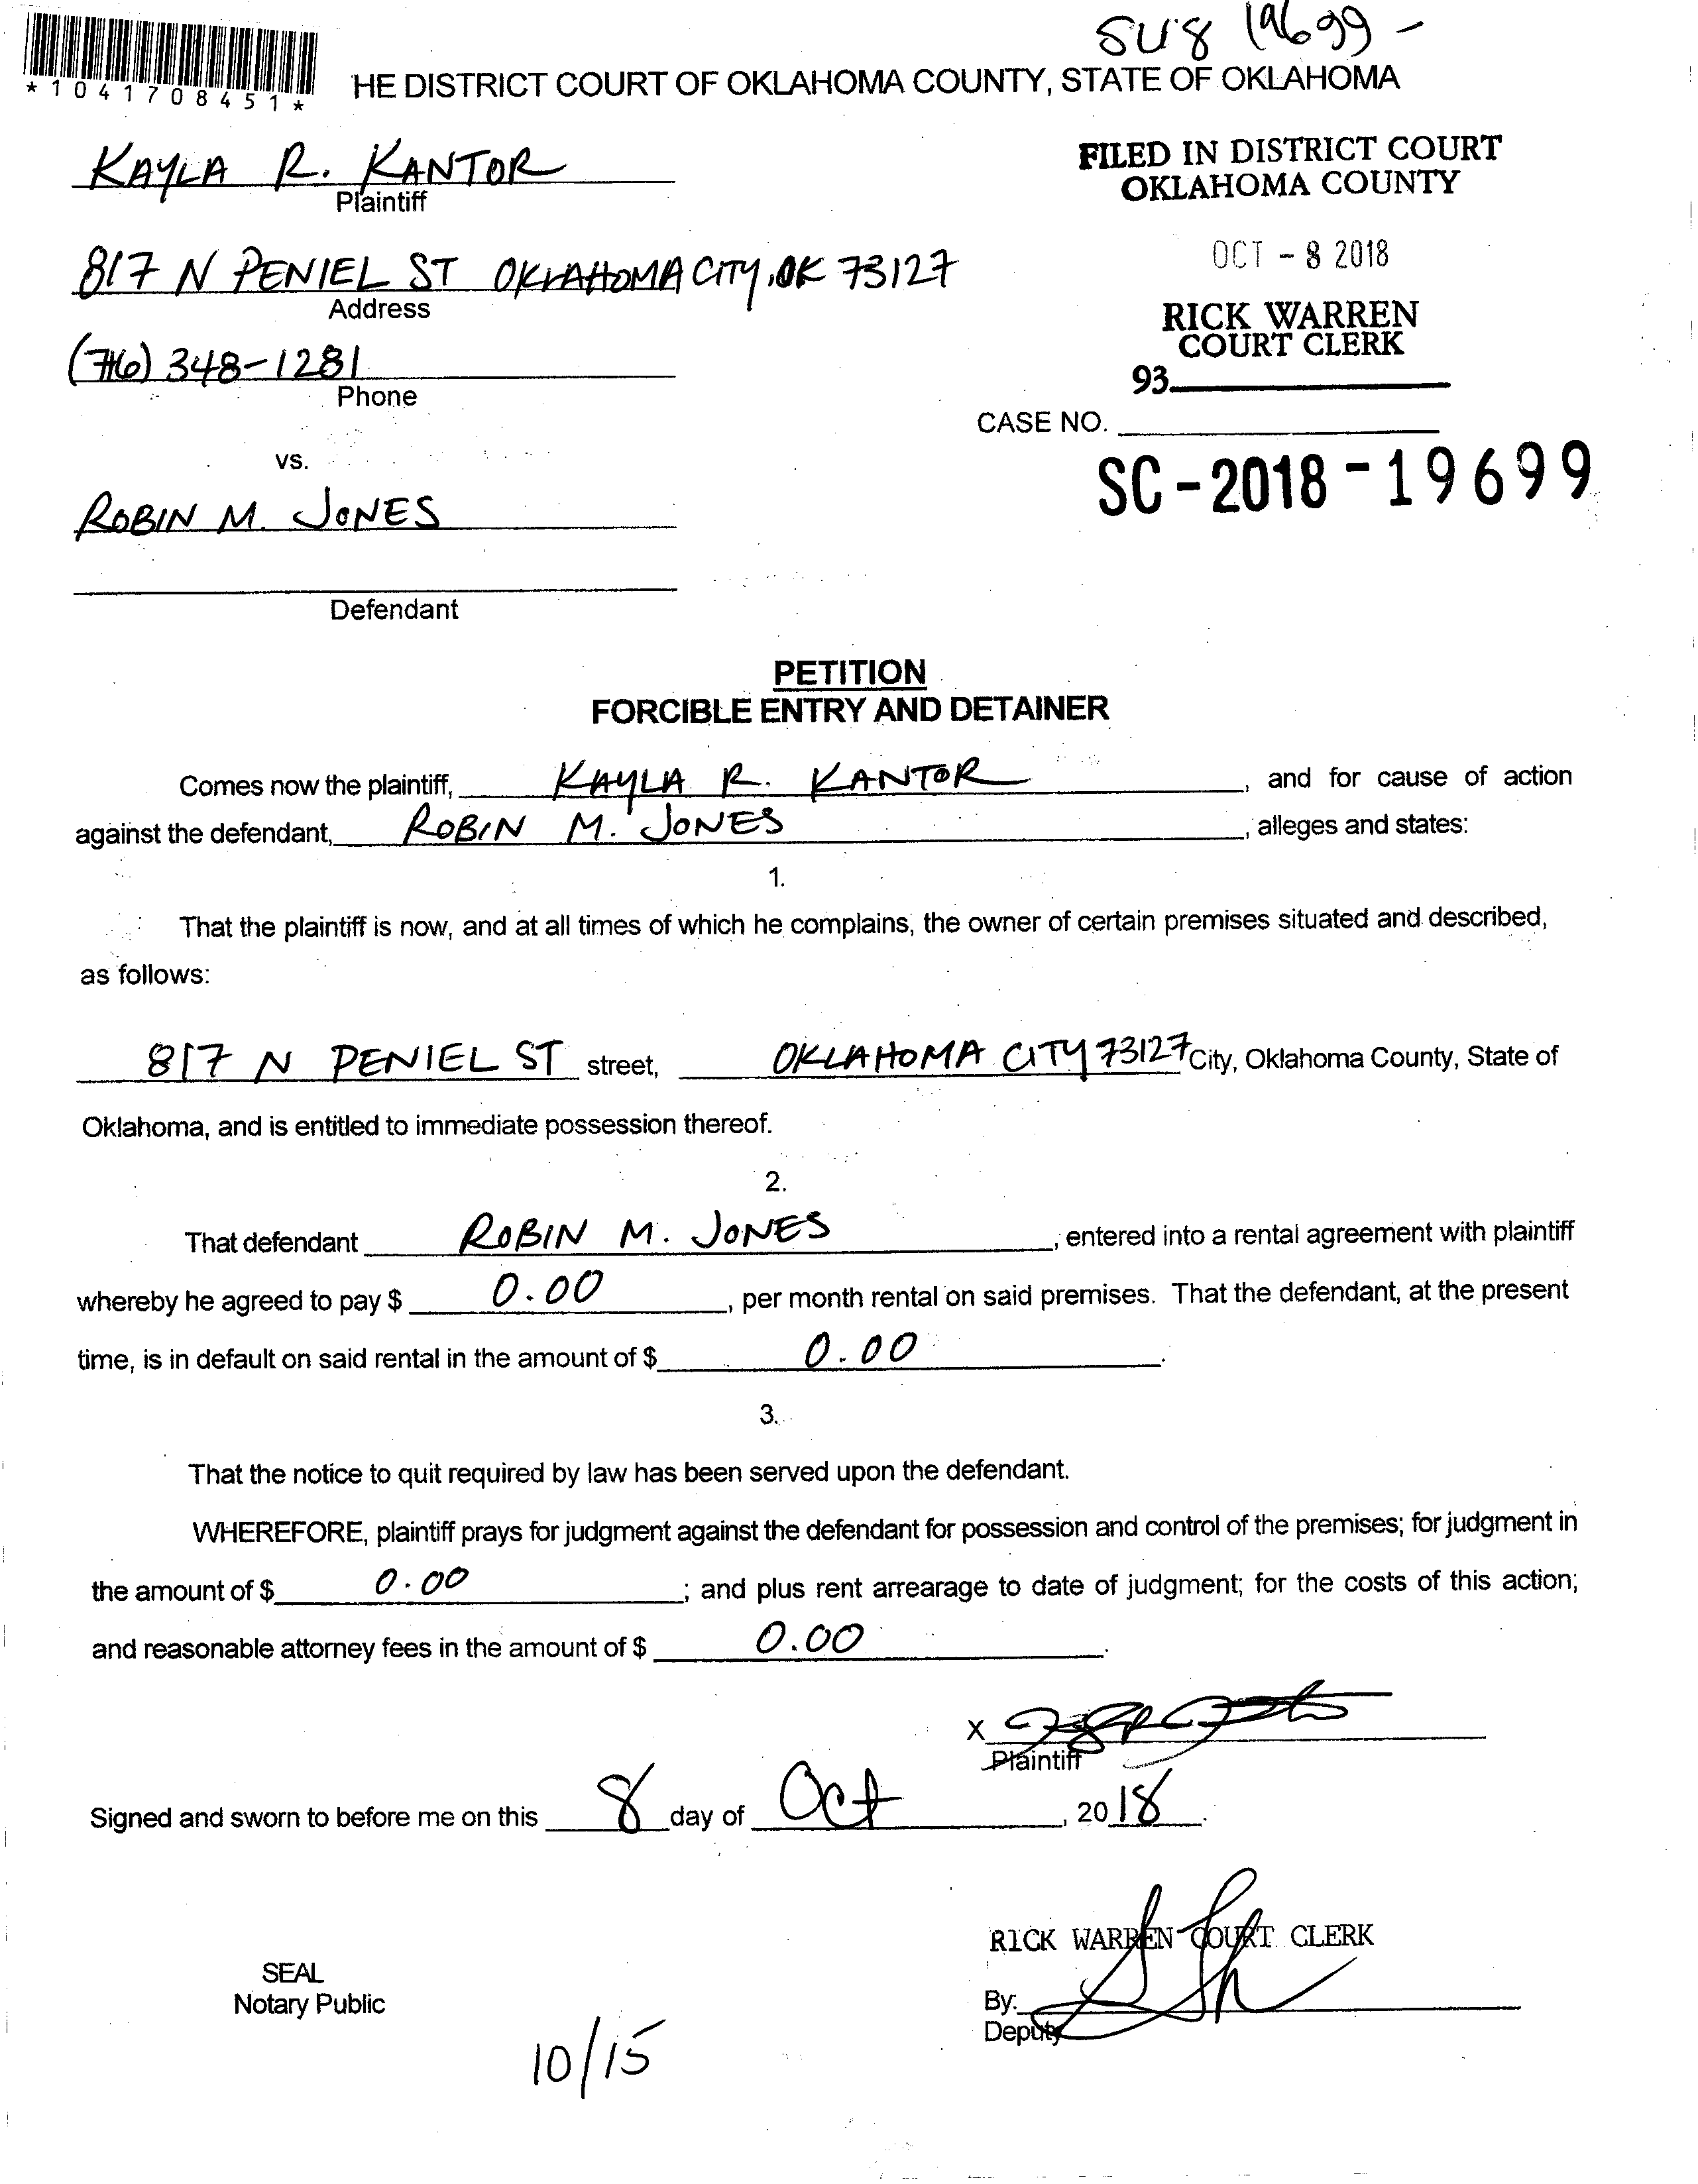 SU8 19699 -
*1041708451*
HE DISTRICT COURT OF OKLAHOMA COUNTY, STATE OF OKLAHOMA
KAYLA R. KANTOR
Plaintiff
FILED IN DISTRICT COURT
OKLAHOMA COUNTY
817 N PENIEL ST OKLAHOMA CITY, OK 73127
Address
OCT - 8 2018
RICK WARREN
COURT CLERK
(716) 348-1281
Phone
93
CASE NO.
SC-2018-19699
vs.
ROBIN M. JONES
Defendant
PETITION
FORCIBLE ENTRY AND DETAINER
Comes now the plaintiff, KAYLA R. KANTOR, and for cause of action
against the defendant, ROBIN M. JONES, alleges and states:
1.
That the plaintiff is now, and at all times of which he complains, the owner of certain premises situated and described,
as follows:
817 N PENIEL ST street, OKLAHOMA CITY 73127 City, Oklahoma County, State of
Oklahoma, and is entitled to immediate possession thereof.
2.
That defendant ROBIN M. JONES, entered into a rental agreement with plaintiff
whereby he agreed to pay $ 0.00, per month rental on said premises. That the defendant, at the present
time, is in default on said rental in the amount of $ 0.00.
3.
That the notice to quit required by law has been served upon the defendant.
WHEREFORE, plaintiff prays for judgment against the defendant for possession and control of the premises; for judgment in
the amount of $ 0.00; and plus rent arrearage to date of judgment; for the costs of this action;
and reasonable attorney fees in the amount of $ 0.00.
X
Plaintiff
Signed and sworn to before me on this 8 day of Oct, 2018.
RICK WARREN COURT CLERK
SEAL
Notary Public
By:
Deputy
10/15